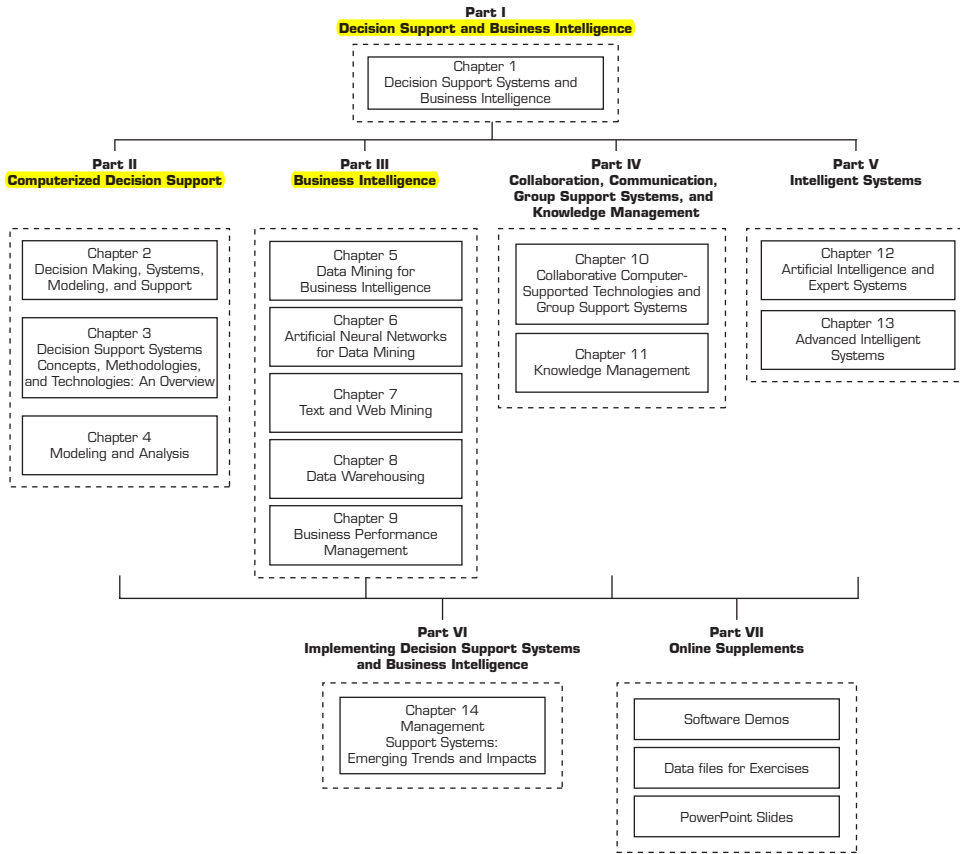 Part I
Decision Support and Business Intelligence
Chapter 1
Decision Support Systems and
Business Intelligence
Part II
Computerized Decision Support
Chapter 2
Decision Making, Systems,
Modeling, and Support
Chapter 3
Decision Support Systems
Concepts, Methodologies,
and Technologies: An Overview
Chapter 4
Modeling and Analysis
Part III
Business Intelligence
Chapter 5
Data Mining for
Business Intelligence
Chapter 6
Artificial Neural Networks
for Data Mining
Chapter 7
Text and Web Mining
Chapter 8
Data Warehousing
Chapter 9
Business Performance
Management
Part IV
Collaboration, Communication,
Group Support Systems, and
Knowledge Management
Chapter 10
Collaborative Computer-
Supported Technologies and
Group Support Systems
Chapter 11
Knowledge Management
Part V
Intelligent Systems
Chapter 12
Artificial Intelligence and
Expert Systems
Chapter 13
Advanced Intelligent
Systems
Part VI
Implementing Decision Support Systems
and Business Intelligence
Chapter 14
Management
Support Systems:
Emerging Trends and Impacts
Part VII
Online Supplements
Software Demos
Data files for Exercises
PowerPoint Slides